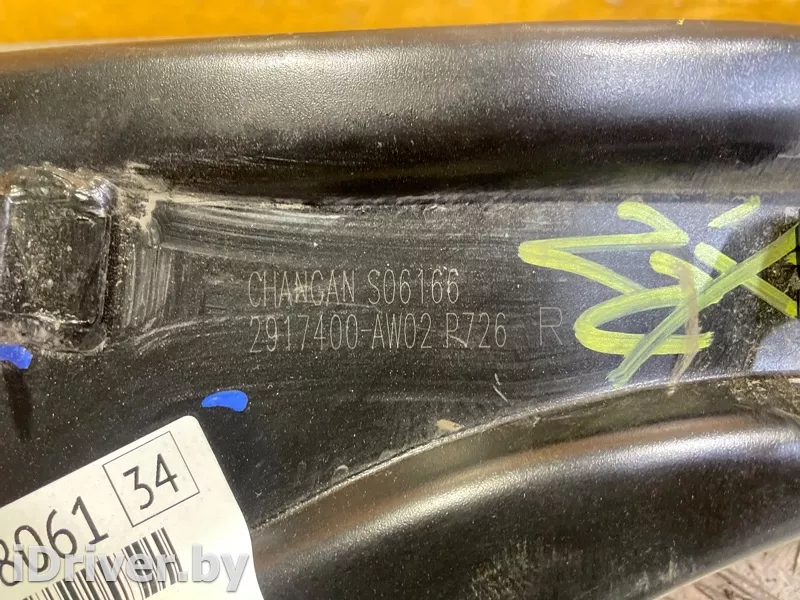 CHANGAN S06166
2917400-AW02 P726 R
34
8061
iDriver.by